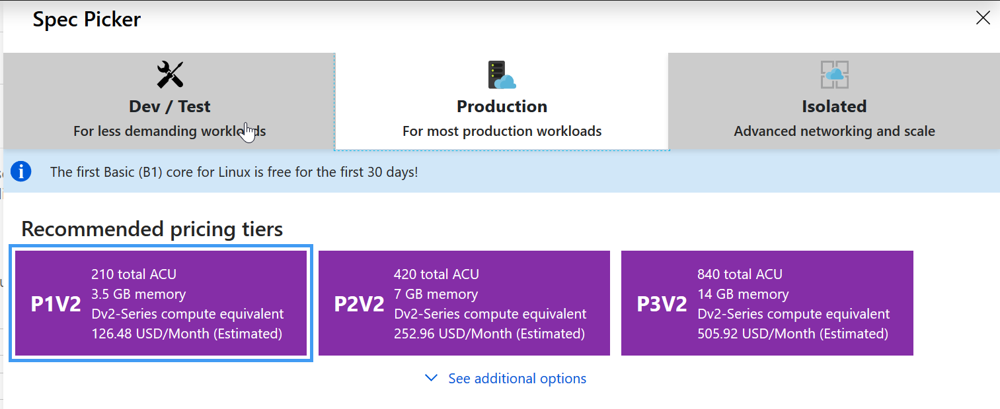 Spec Picker
Dev / Test
For less demanding workloads
Production
For most production workloads
Isolated
Advanced networking and scale
The first Basic (B1) core for Linux is free for the first 30 days!
Recommended pricing tiers
P1V2
210 total ACU
3.5 GB memory
Dv2-Series compute equivalent
126.48 USD/Month (Estimated)
P2V2
420 total ACU
7 GB memory
Dv2-Series compute equivalent
252.96 USD/Month (Estimated)
P3V2
840 total ACU
14 GB memory
Dv2-Series compute equivalent
505.92 USD/Month (Estimated)
See additional options